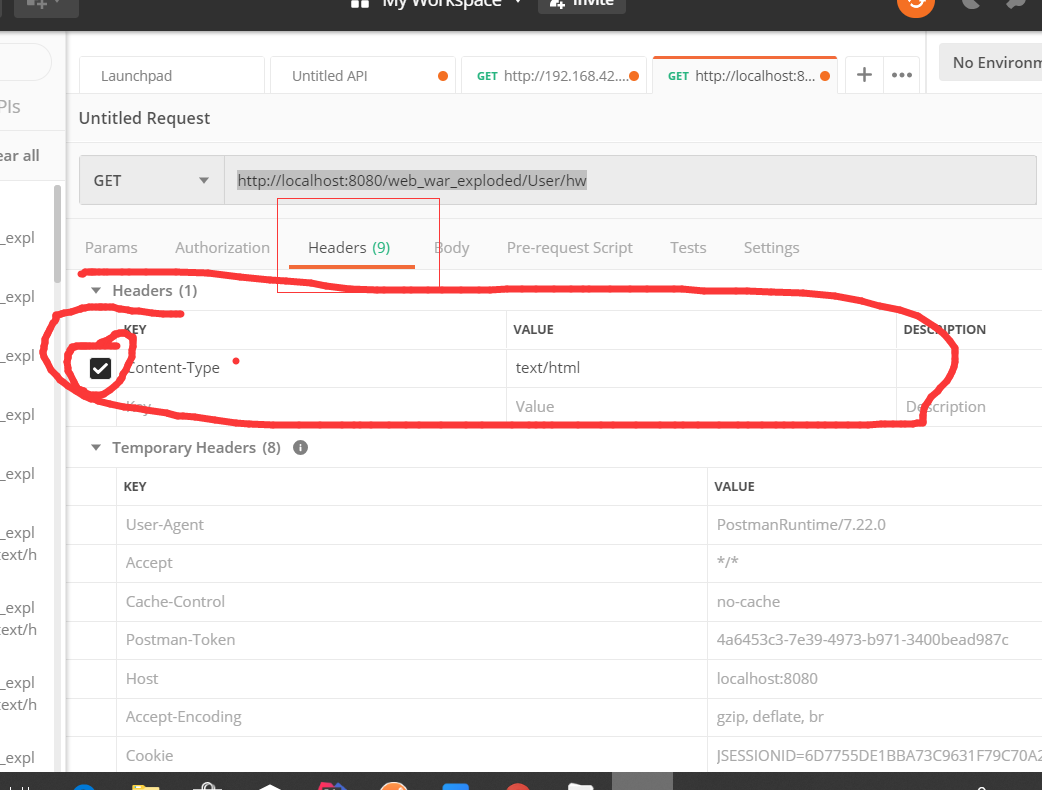 My Workspace
Invite
Launchpad
Untitled API
GET http://192.168.42....
GET http://localhost:8...
No Environm
PIs
Untitled Request
ear all
GET
http://localhost:8080/web_war_exploded/User/hw
_expl
Params Authorization Headers (9) Body Pre-request Script Tests Settings
Headers (1)
_expl
KEY VALUE DESCRIPTION
_expl
Content-Type text/html
Key Value Description
_expl
Temporary Headers (8)
_expl
KEY VALUE
User-Agent PostmanRuntime/7.22.0
_expl
text/h
Accept */*
Cache-Control no-cache
_expl
text/h
Postman-Token 4a6453c3-7e39-4973-b971-3400bead987c
Host localhost:8080
_expl
text/h
Accept-Encoding gzip, deflate, br
Cookie JSESSIONID=6D7755DE1BBA73C9631F79C70A2
_expl